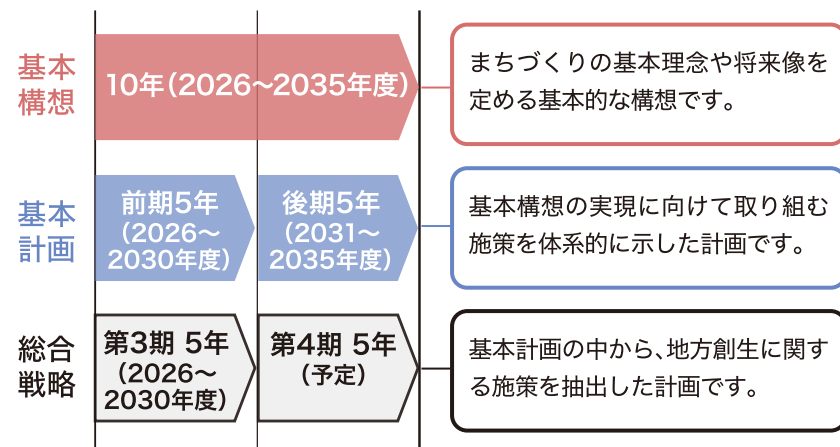 基本
構想
10年（2026～2035年度）
まちづくりの基本理念や将来像を
定める基本的な構想です。
基本
計画
前期5年
（2026～
2030年度）
後期5年
（2031～
2035年度）
基本構想の実現に向けて取り組む
施策を体系的に示した計画です。
総合
戦略
第3期 5年
（2026～
2030年度）
第4期 5年
（予定）
基本計画の中から、地方創生に関す
る施策を抽出した計画です。